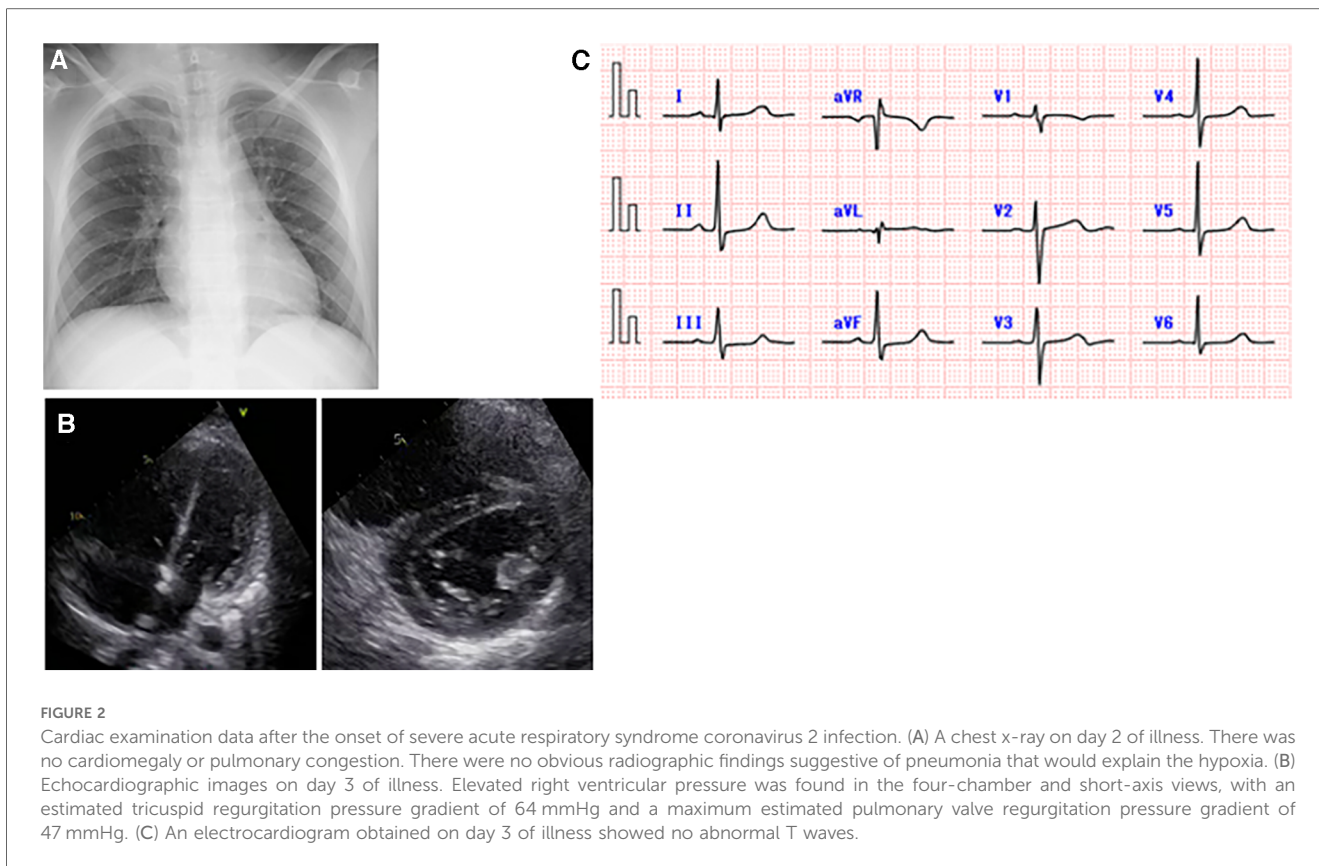 A
C
I
aVR
V1
V4
II
aVL
V2
V5
III
aVF
V3
V6
B
V
5
10
5
FIGURE 2
Cardiac examination data after the onset of severe acute respiratory syndrome coronavirus 2 infection. (A) A chest x-ray on day 2 of illness. There was
no cardiomegaly or pulmonary congestion. There were no obvious radiographic findings suggestive of pneumonia that would explain the hypoxia. (B)
Echocardiographic images on day 3 of illness. Elevated right ventricular pressure was found in the four-chamber and short-axis views, with an
estimated tricuspid regurgitation pressure gradient of 64 mmHg and a maximum estimated pulmonary valve regurgitation pressure gradient of
47 mmHg. (C) An electrocardiogram obtained on day 3 of illness showed no abnormal T waves.